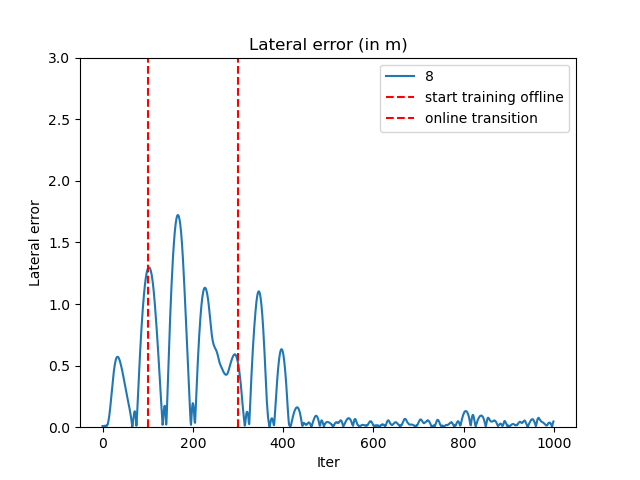 Lateral error (in m)
3.0
2.5
2.0
1.5
1.0
0.5
0.0
Lateral error
8
start training offline
online transition
0
200
400
600
800
1000
Iter